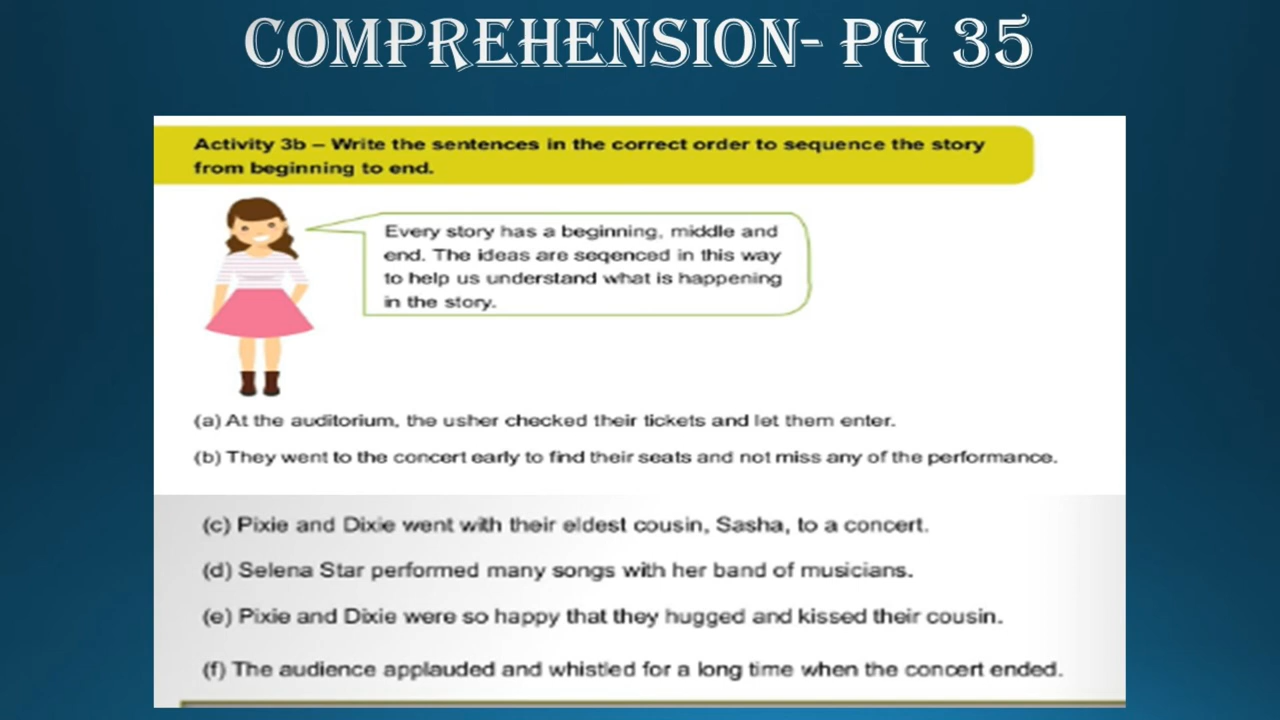 COMPREHENSION- PG 35
Activity 3b – Write the sentences in the correct order to sequence the story
from beginning to end.
Every story has a beginning, middle and
end. The ideas are seqenced in this way
to help us understand what is happening
in the story.
(a) At the auditorium, the usher checked their tickets and let them enter.
(b) They went to the concert early to find their seats and not miss any of the performance.
(c) Pixie and Dixie went with their eldest cousin, Sasha, to a concert.
(d) Selena Star performed many songs with her band of musicians.
(e) Pixie and Dixie were so happy that they hugged and kissed their cousin.
(f) The audience applauded and whistled for a long time when the concert ended.